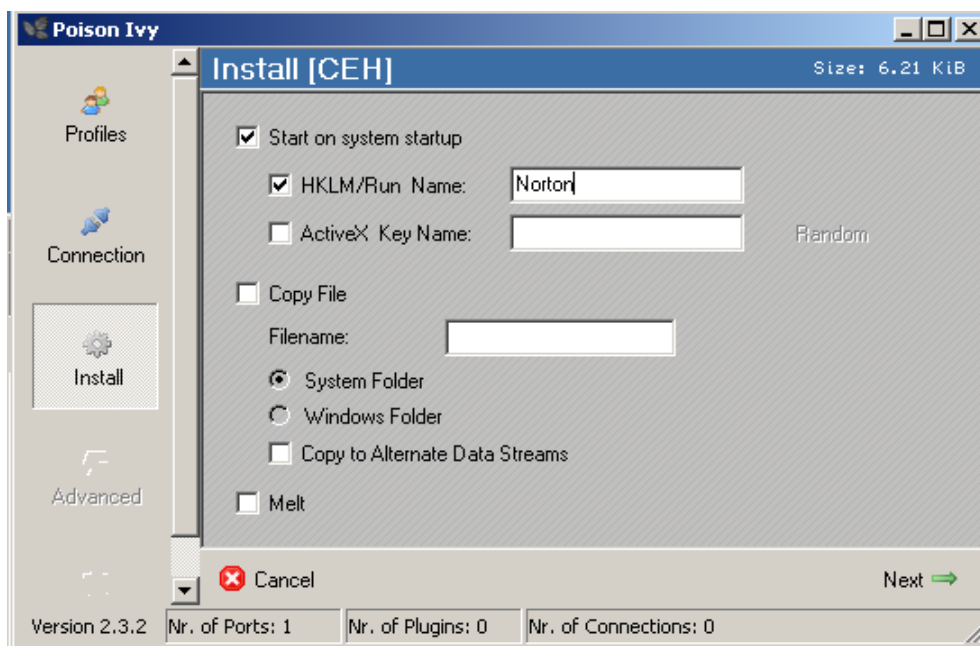 Poison Ivy
Install [CEH]
Size: 6.21 KiB
Profiles
Connection
Install
Advanced
Start on system startup
HKLM/Run Name: Norton
ActiveX Key Name: Random
Copy File
Filename:
System Folder
Windows Folder
Copy to Alternate Data Streams
Melt
Cancel
Next
Version 2.3.2 Nr. of Ports: 1 Nr. of Plugins: 0 Nr. of Connections: 0